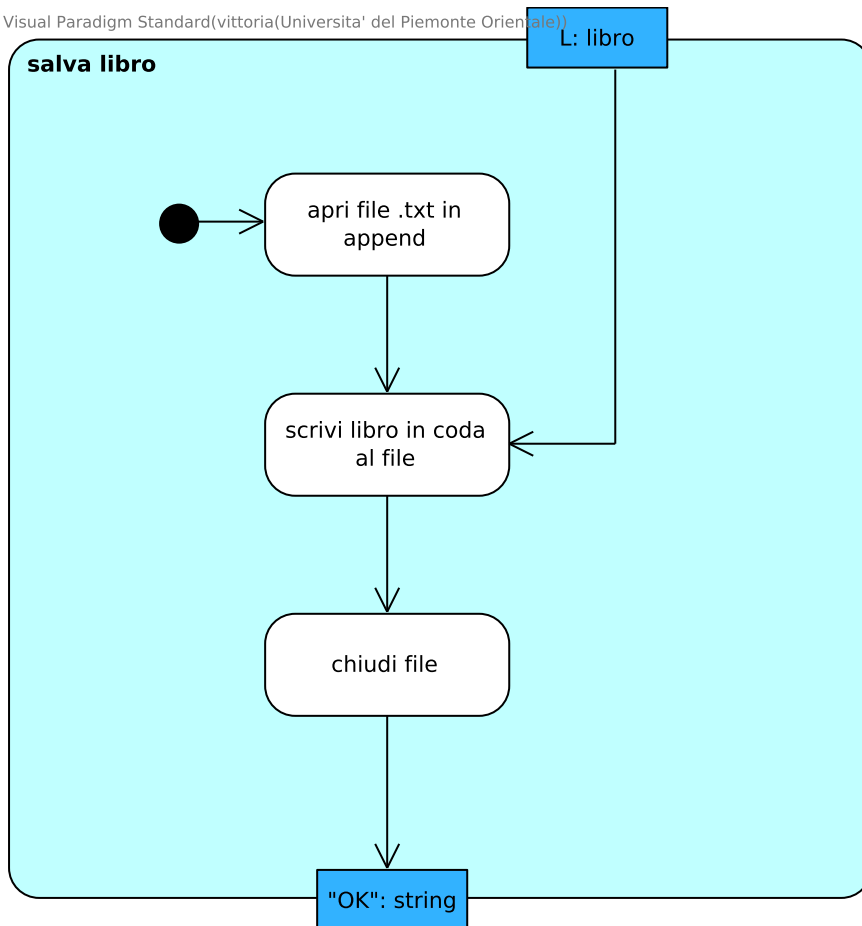 Visual Paradigm Standard(vittoria(Universita' del Piemonte Orientale))
L: libro
salva libro
apri file .txt in
append
scrivi libro in coda
al file
chiudi file
"OK": string